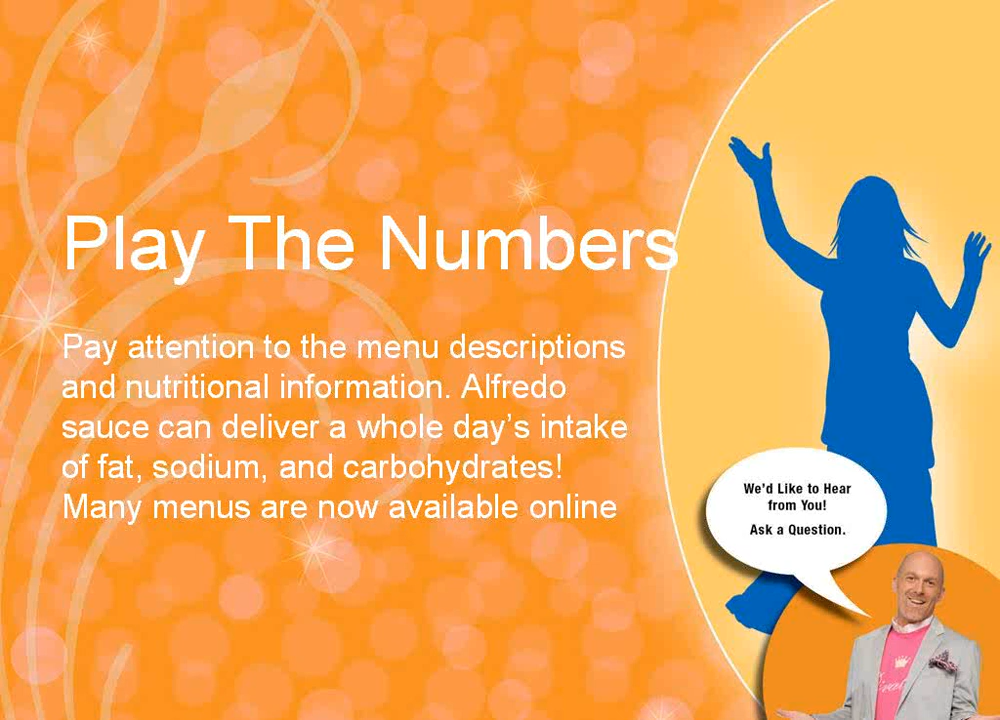 Play The Numbers
Pay attention to the menu descriptions
and nutritional information. Alfredo
sauce can deliver a whole day’s intake
of fat, sodium, and carbohydrates!
Many menus are now available online
We'd Like to Hear
from You!
Ask a Question.